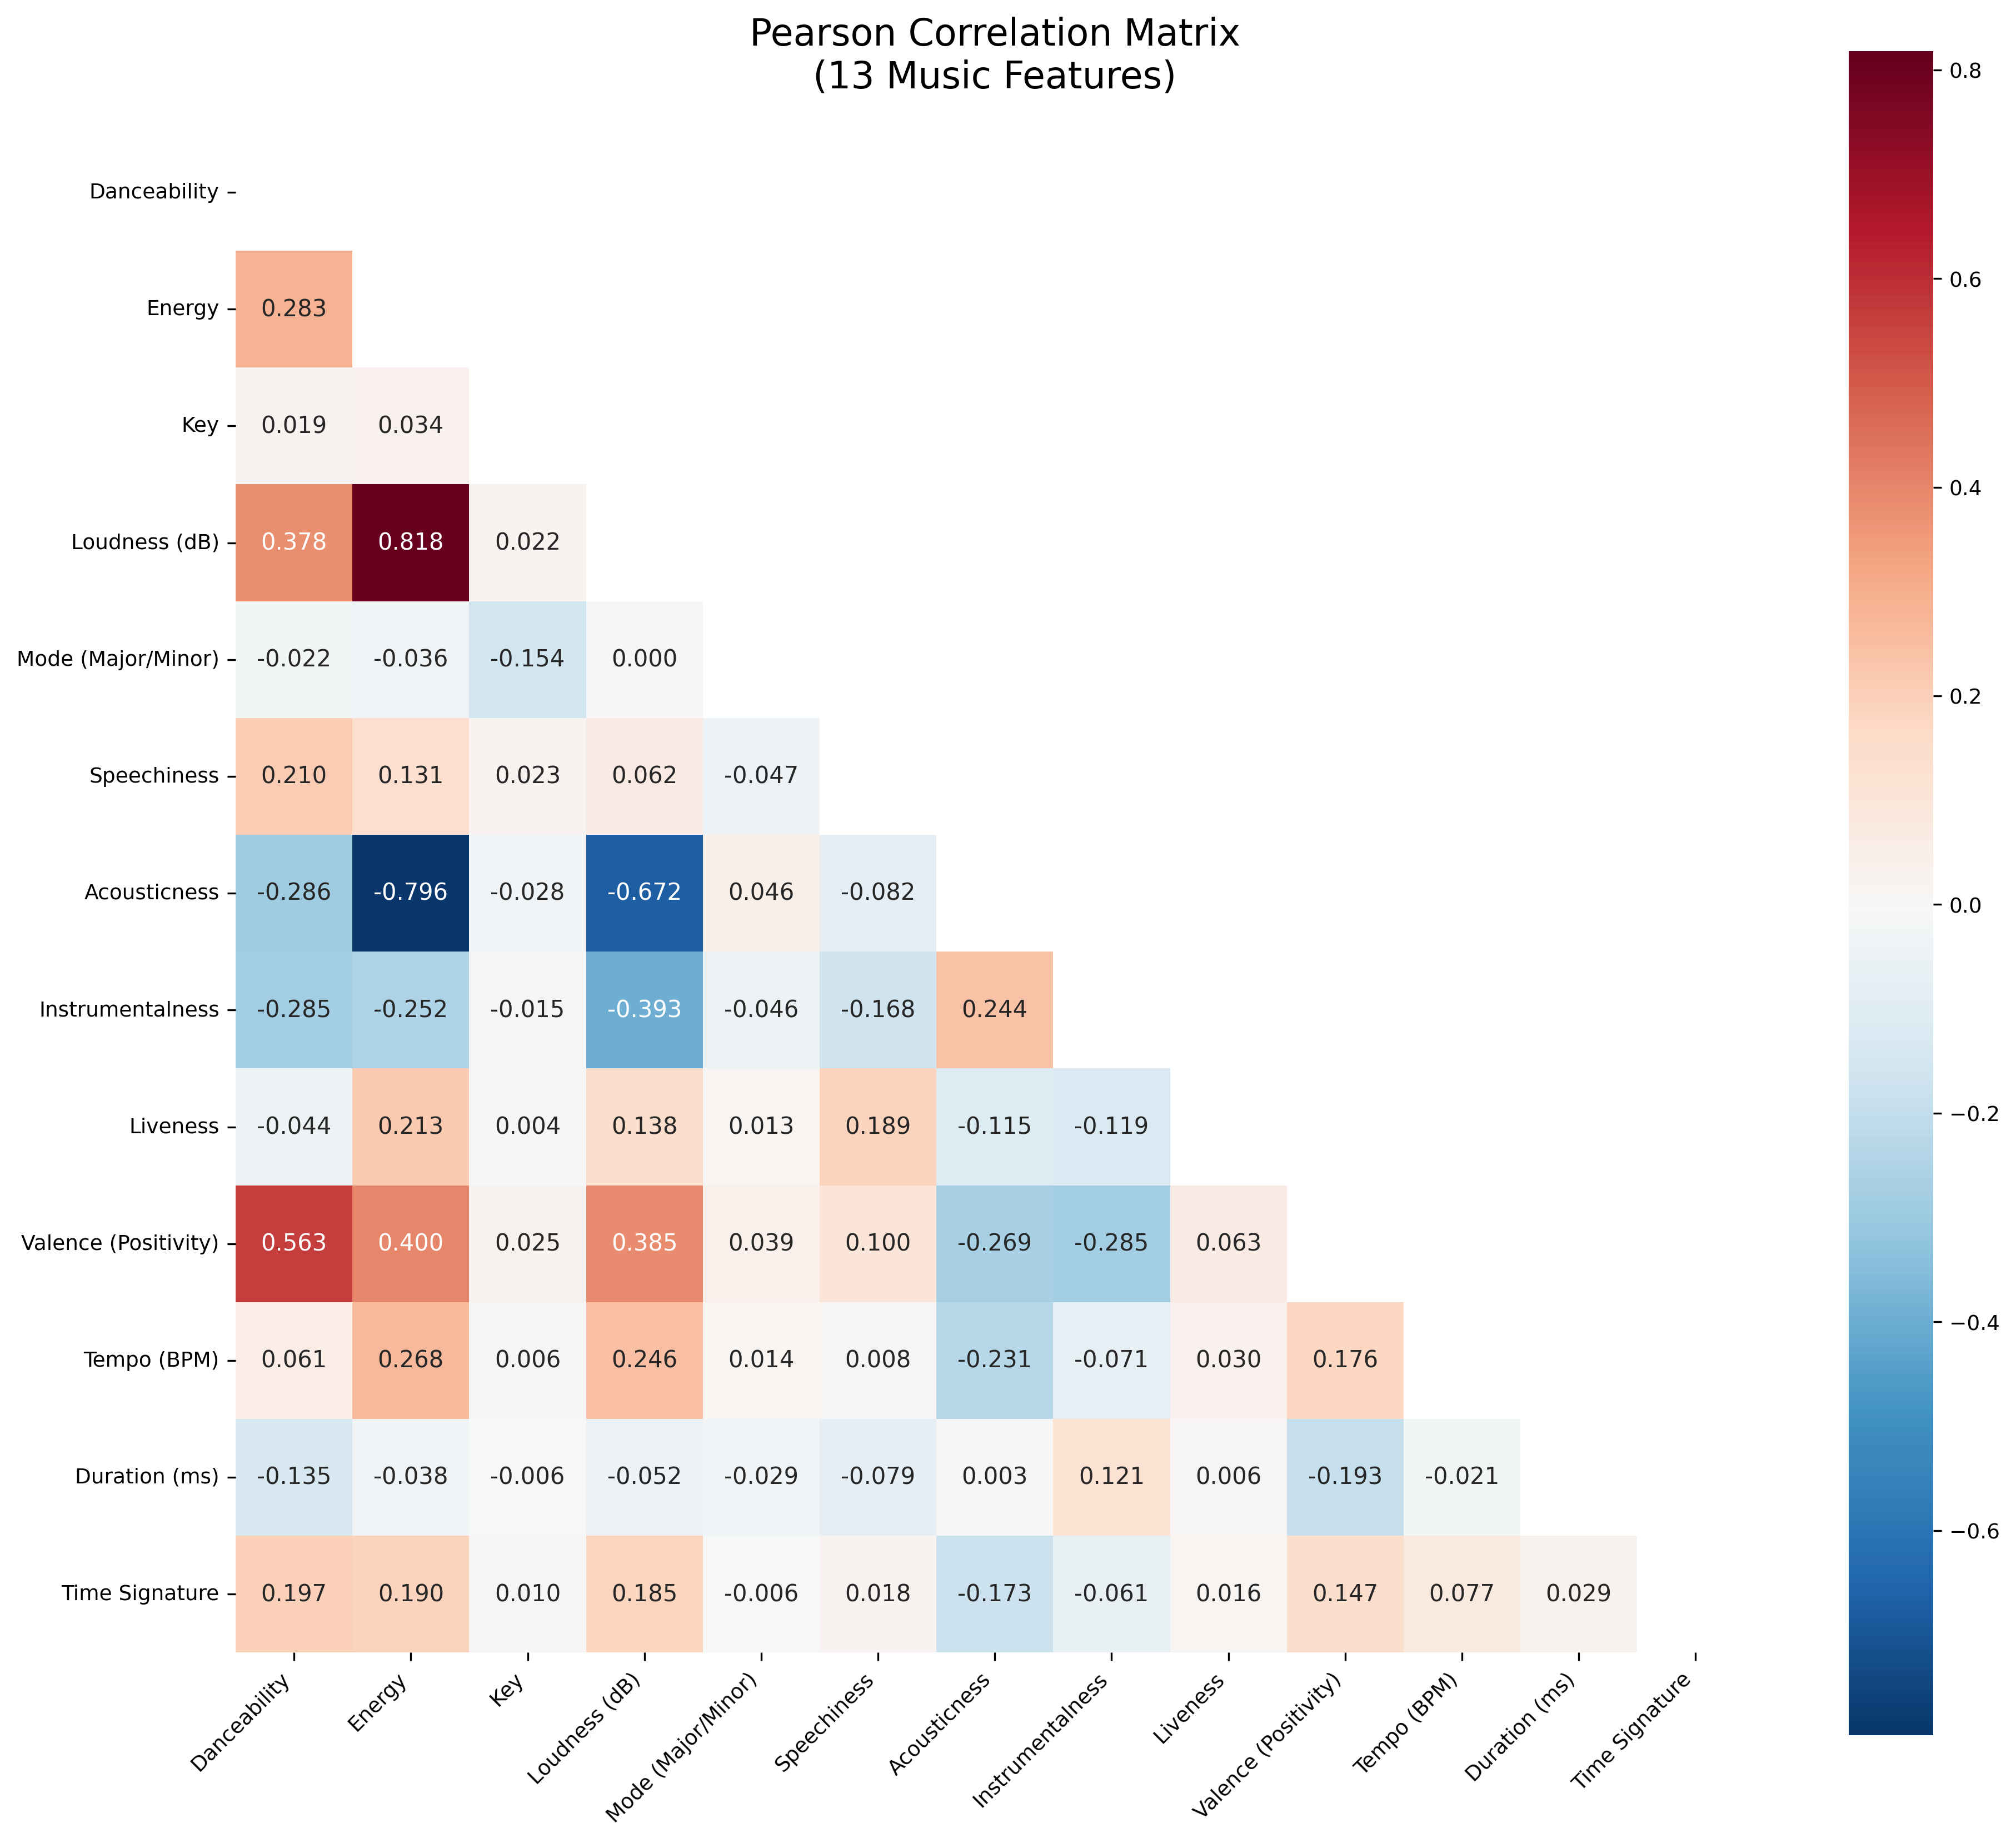 Pearson Correlation Matrix
(13 Music Features)
Danceability
Energy 0.283
Key 0.019 0.034
Loudness (dB) 0.378 0.818 0.022
Mode (Major/Minor) -0.022 -0.036 -0.154 0.000
Speechiness 0.210 0.131 0.023 0.062 -0.047
Acousticness -0.286 -0.796 -0.028 -0.672 0.046 -0.082
Instrumentalness -0.285 -0.252 -0.015 -0.393 -0.046 -0.168 0.244
Liveness -0.044 0.213 0.004 0.138 0.013 0.189 -0.115 -0.119
Valence (Positivity) 0.563 0.400 0.025 0.385 0.039 0.100 -0.269 -0.285 0.063
Tempo (BPM) 0.061 0.268 0.006 0.246 0.014 0.008 -0.231 -0.071 0.030 0.176
Duration (ms) -0.135 -0.038 -0.006 -0.052 -0.029 -0.079 0.003 0.121 0.006 -0.193 -0.021
Time Signature 0.197 0.190 0.010 0.185 -0.006 0.018 -0.173 -0.061 0.016 0.147 0.077 0.029
Danceability
Energy
Key
Loudness (dB)
Mode (Major/Minor)
Speechiness
Acousticness
Instrumentalness
Liveness
Valence (Positivity)
Tempo (BPM)
Duration (ms)
Time Signature
0.8
0.6
0.4
0.2
0.0
−0.2
−0.4
−0.6